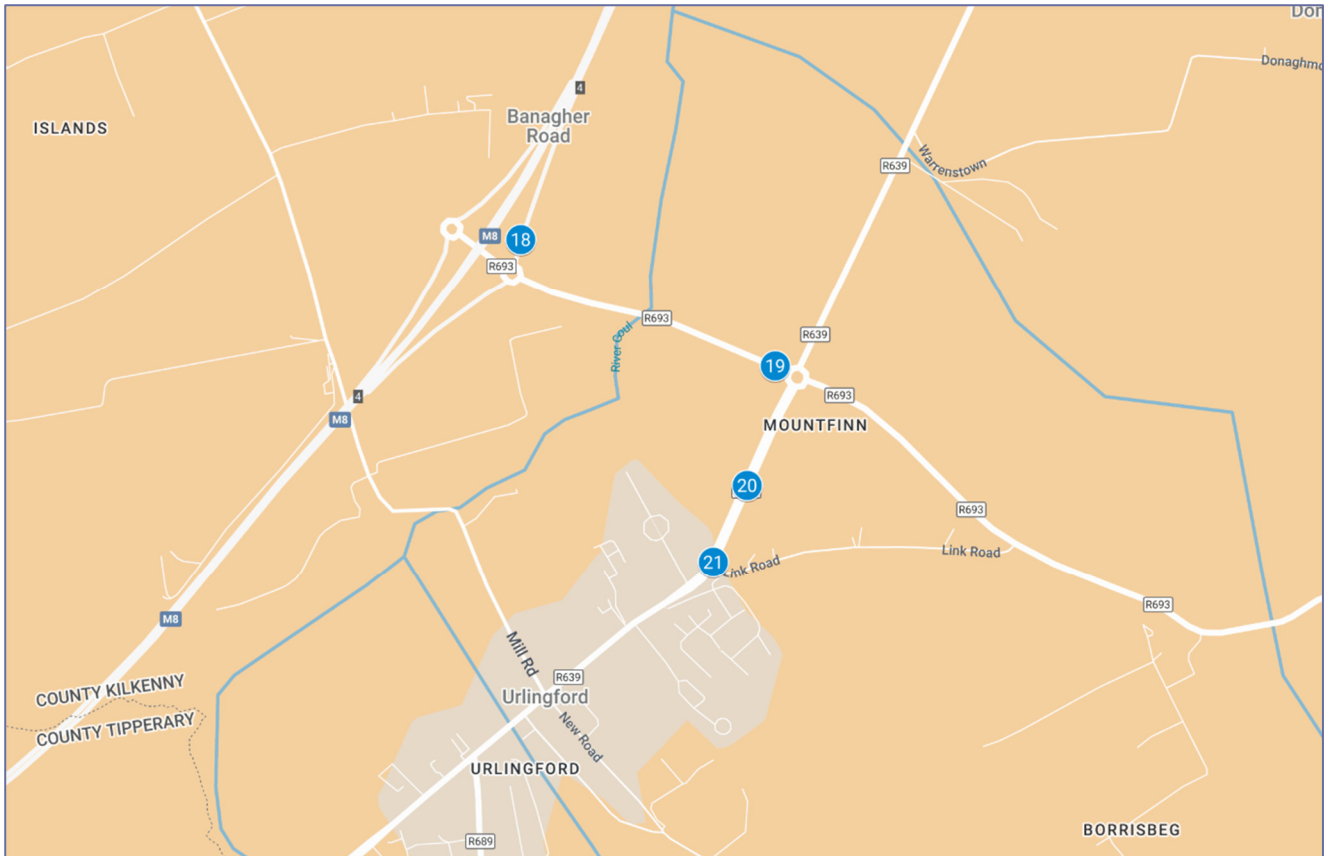 Don
4
Donaghmo
Banagher
Road
ISLANDS
Warrenstown
R639
M8
18
R693
River Goul
R693
R639
19
R693
4
M8
MOUNTFINN
20
R693
Link Road
21
Link Road
R693
M8
Mill Rd
R639
COUNTY KILKENNY
Urlingford
COUNTY TIPPERARY
New Road
URLINGFORD
BORRISBEG
R689